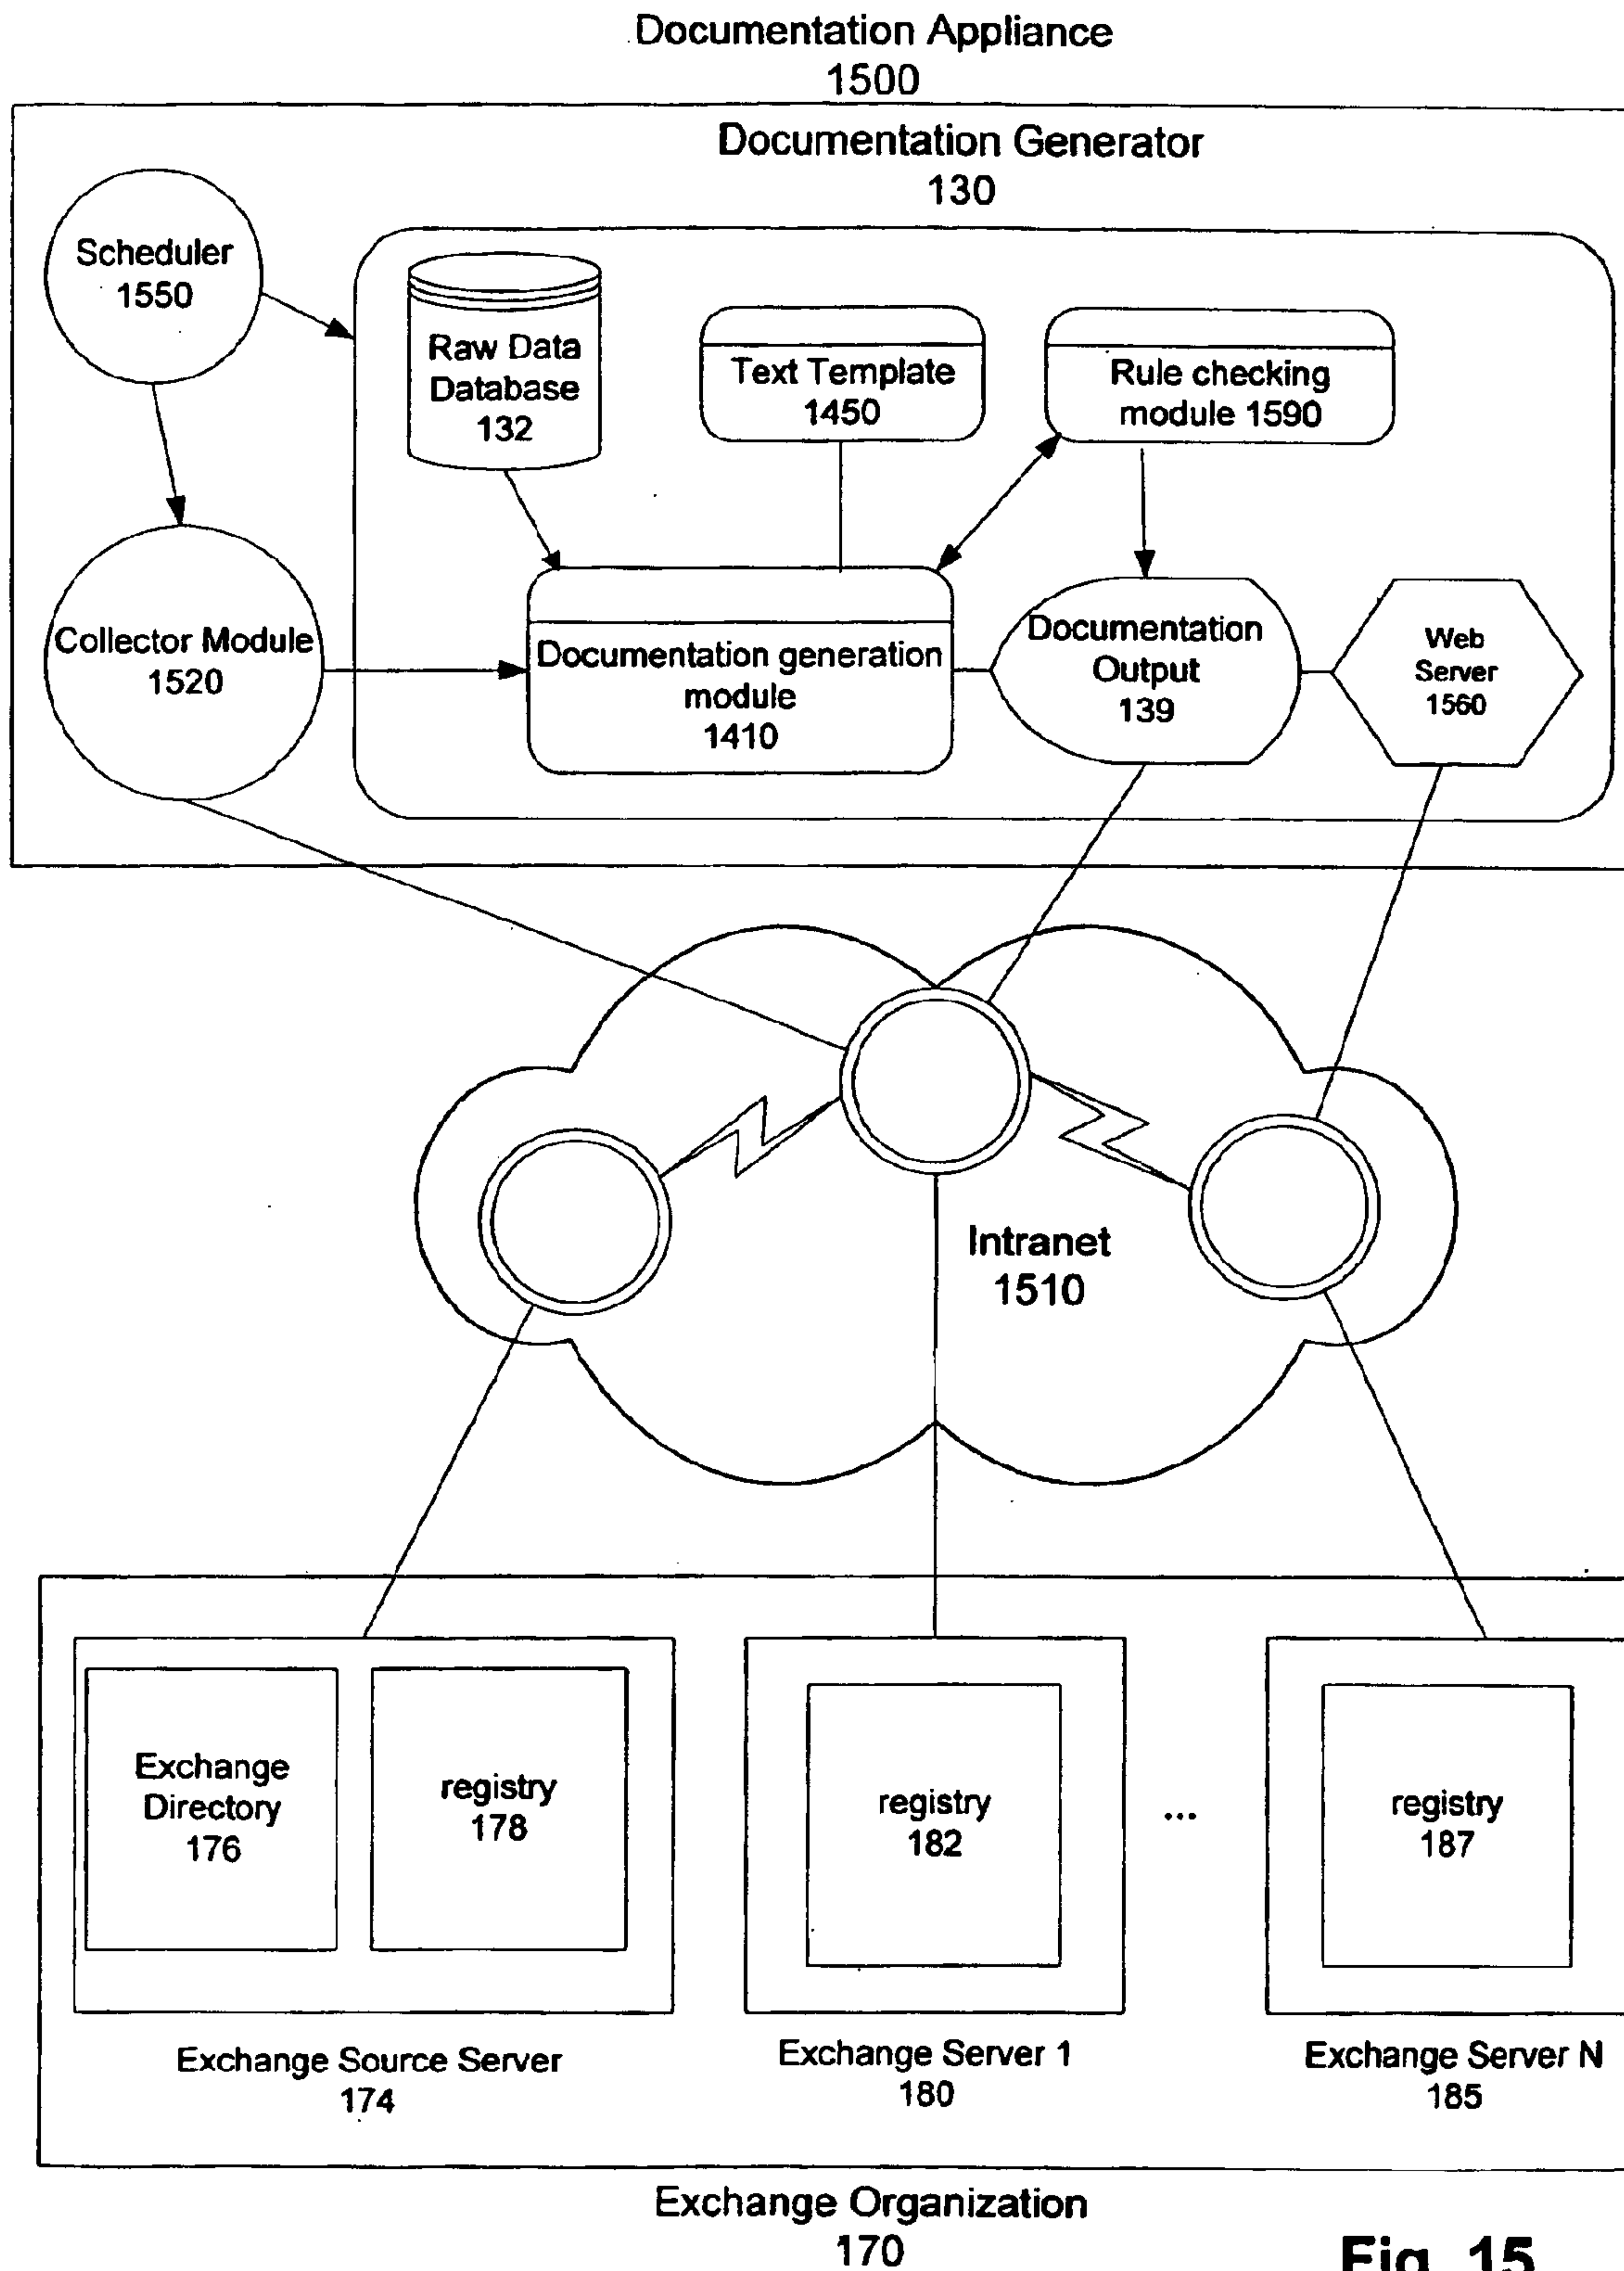 Documentation Appliance
1500
Documentation Generator
130
Scheduler
1550
Raw Data
Database
132
Text Template
1450
Rule checking
module 1590
Collector Module
1520
Documentation generation
module
1410
Documentation
Output
139
Web
Server
1560
Intranet
1510
Exchange
Directory
176
registry
178
registry
182
...
registry
187
Exchange Source Server
174
Exchange Server 1
180
Exchange Server N
185
Exchange Organization
170
Fig. 15